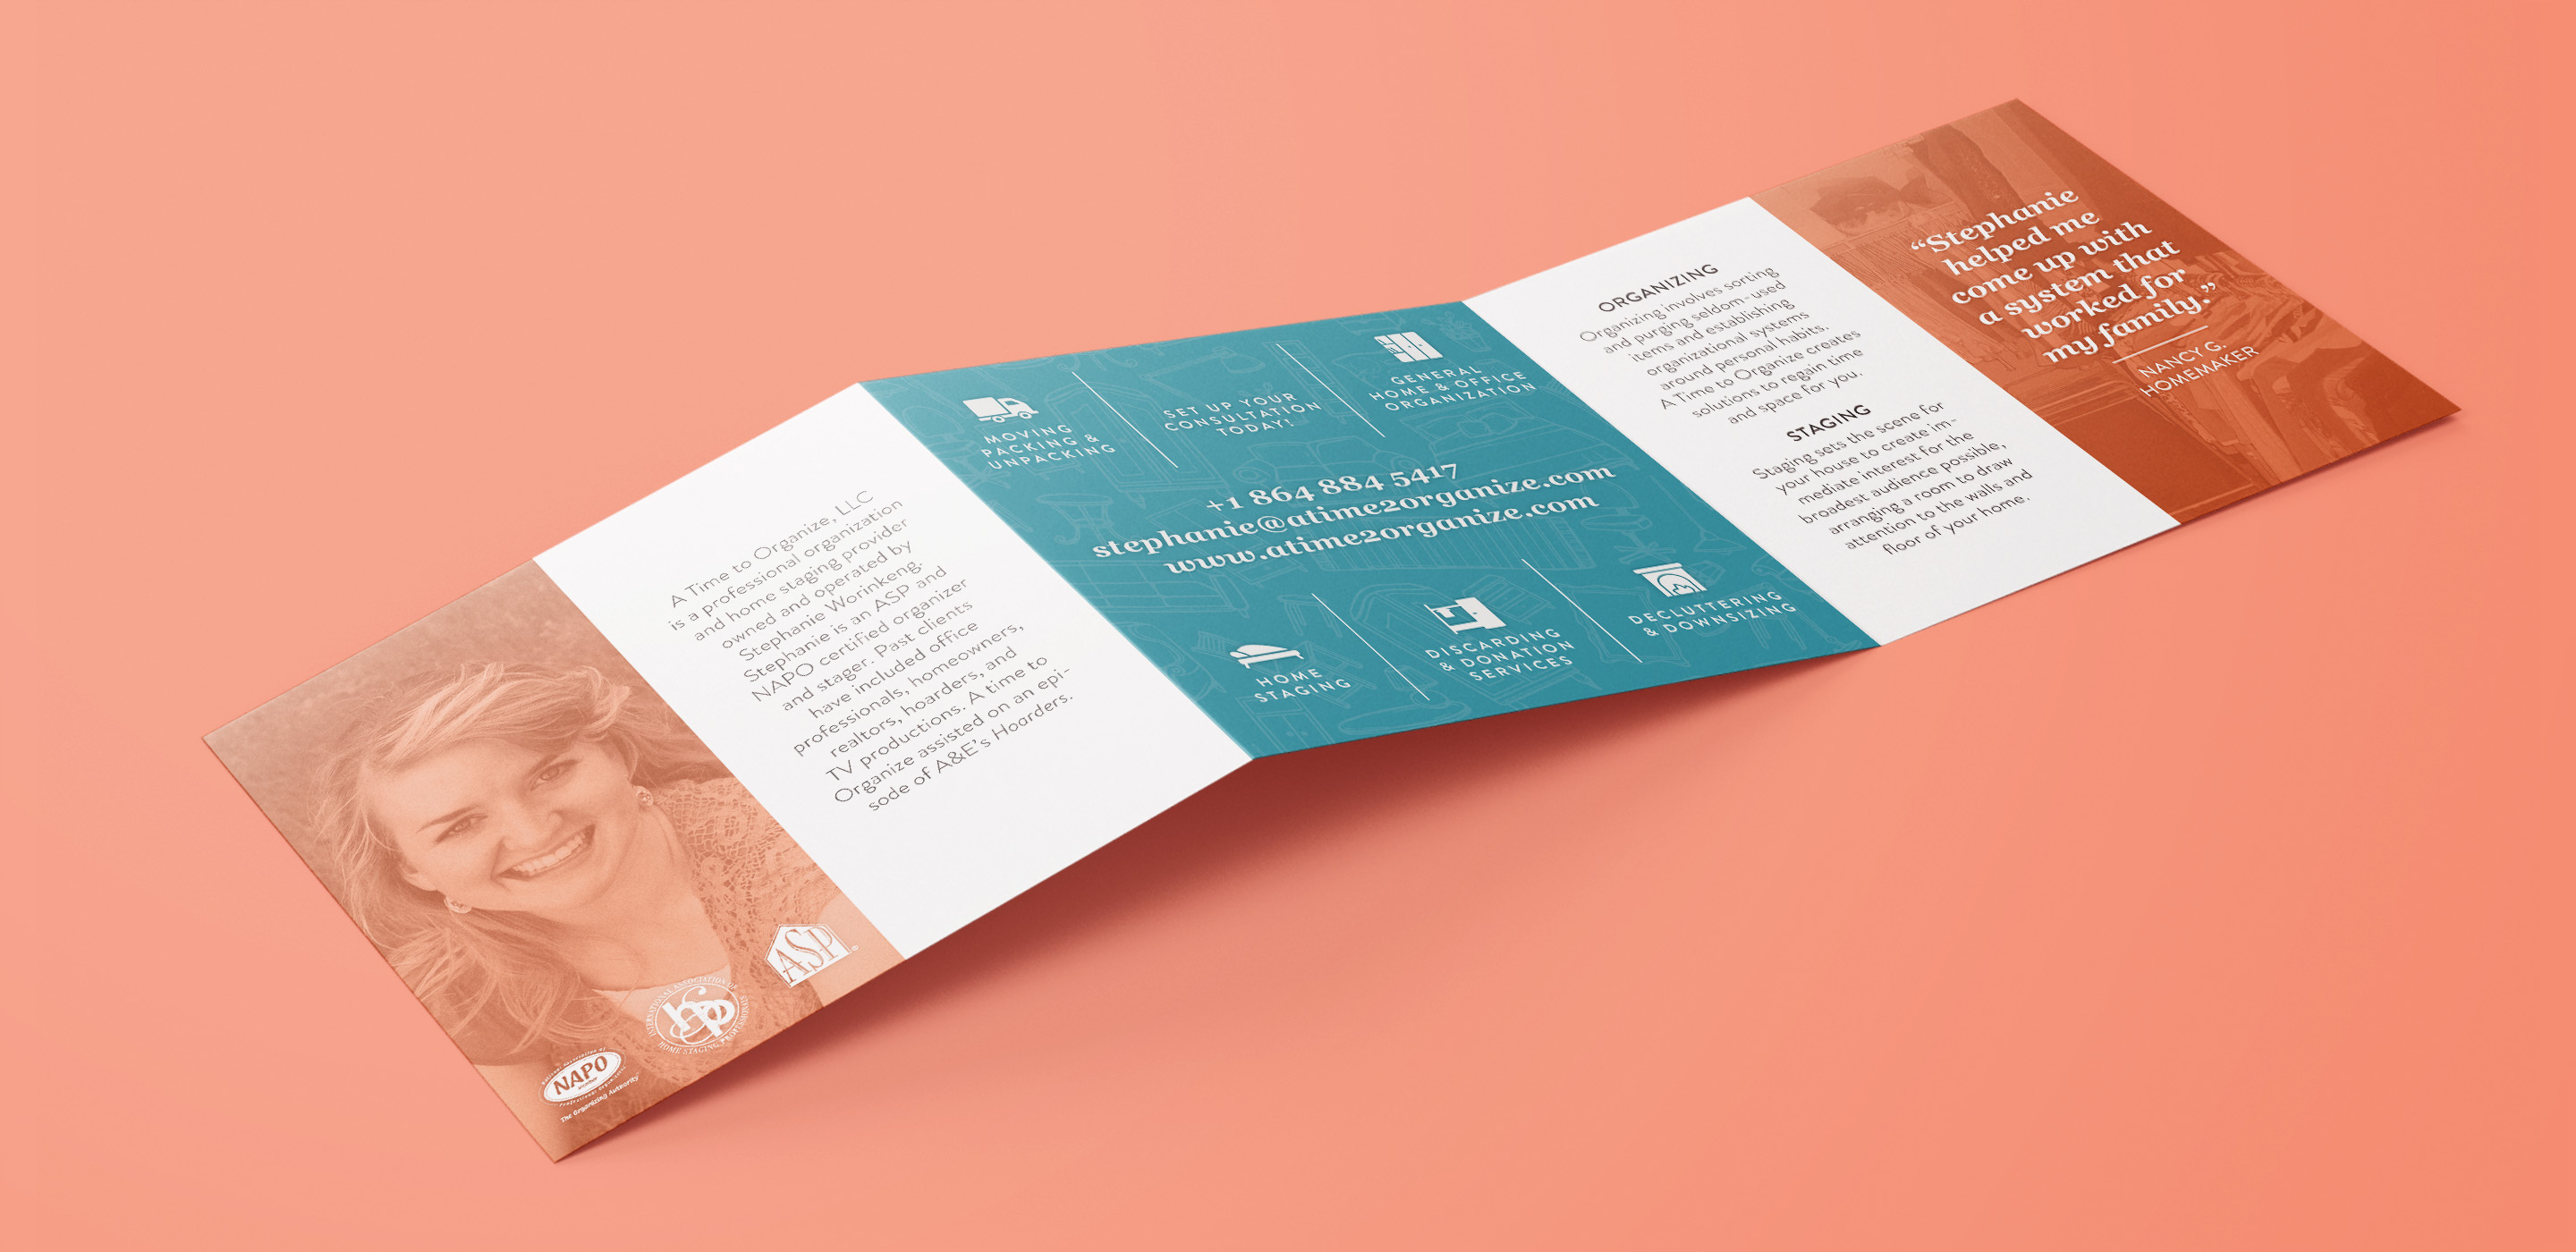 A Time to Organize, LLC
is a professional organization
and home staging provider
owned and operated by
Stephanie Worinkeng.
Stephanie is an ASP and
NAPO certified organizer
and stager. Past clients
have included office
professionals, homeowners,
realtors, hoarders, and
TV productions. A time to
Organize assisted on an epi-
sode of A&E's Hoarders.
NAPO
The Organizing Authority
INTERNATIONAL ASSOCIATION OF
HOME STAGING PROFESSIONALS
ASP
MOVING
PACKING &
UNPACKING
SET UP YOUR
CONSULTATION
TODAY!
GENERAL
HOME & OFFICE
ORGANIZATION
+1 864 884 5417
stephanie@atime2organize.com
www.atime2organize.com
HOME
STAGING
DISCARDING
& DONATION
SERVICES
DECLUTTERING
& DOWNSIZING
ORGANIZING
Organizing involves sorting
and purging seldom-used
items and establishing
organizational systems
around personal habits.
A Time to Organize creates
solutions to regain time
and space for you.
STAGING
Staging sets the scene for
your house to create im-
mediate interest for the
broadest audience possible,
arranging a room to draw
attention to the walls and
floor of your home.
“Stephanie
helped me
come up with
a system that
worked for
my family.”
NANCY G.
HOMEMAKER